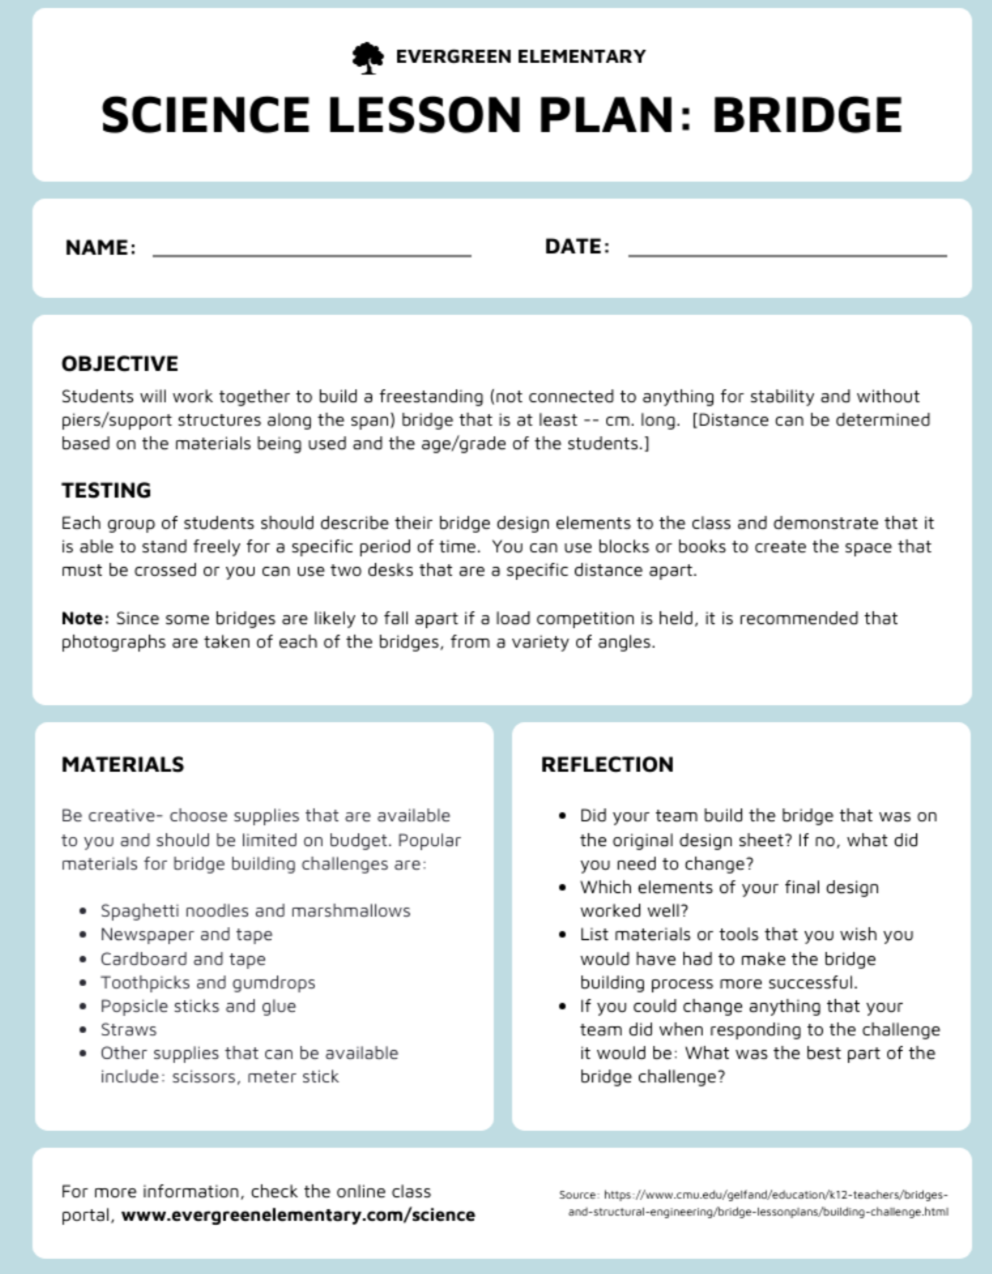 EVERGREEN ELEMENTARY
SCIENCE LESSON PLAN: BRIDGE
NAME:
DATE:
OBJECTIVE
Students will work together to build a freestanding (not connected to anything for stability and without
piers/support structures along the span) bridge that is at least -- cm. long.  [Distance can be determined
based on the materials being used and the age/grade of the students.]
TESTING
Each group of students should describe their bridge design elements to the class and demonstrate that it
is able to stand freely for a specific period of time.  You can use blocks or books to create the space that
must be crossed or you can use two desks that are a specific distance apart.
Note: Since some bridges are likely to fall apart if a load competition is held, it is recommended that
photographs are taken of each of the bridges, from a variety of angles.
MATERIALS
Be creative- choose supplies that are available
to you and should be limited on budget. Popular
materials for bridge building challenges are:
• Spaghetti noodles and marshmallows
• Newspaper and tape
• Cardboard and tape
• Toothpicks and gumdrops
• Popsicle sticks and glue
• Straws
• Other supplies that can be available
include: scissors, meter stick
REFLECTION
• Did your team build the bridge that was on
the original design sheet? If no, what did
you need to change?
• Which elements of your final design
worked well?
• List materials or tools that you wish you
would have had to make the bridge
building process more successful.
• If you could change anything that your
team did when responding to the challenge
it would be: What was the best part of the
bridge challenge?
For more information, check the online class
portal, www.evergreenelementary.com/science
Source: https://www.cmu.edu/gelfand/education/k12-teachers/bridges-
and-structural-engineering/bridge-lessonplans/building-challenge.html